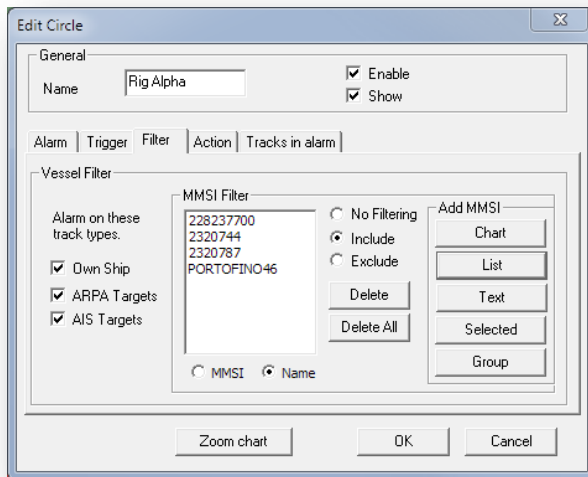 Edit Circle
General
Name
Rig Alpha
Enable
Show
Alarm
Trigger
Filter
Action
Tracks in alarm
Vessel Filter
Alarm on these
track types.
Own Ship
ARPA Targets
AIS Targets
MMSI Filter
228237700
2320744
2320787
PORTOFINO46
MMSI
Name
No Filtering
Include
Exclude
Delete
Delete All
Add MMSI
Chart
List
Text
Selected
Group
Zoom chart
OK
Cancel